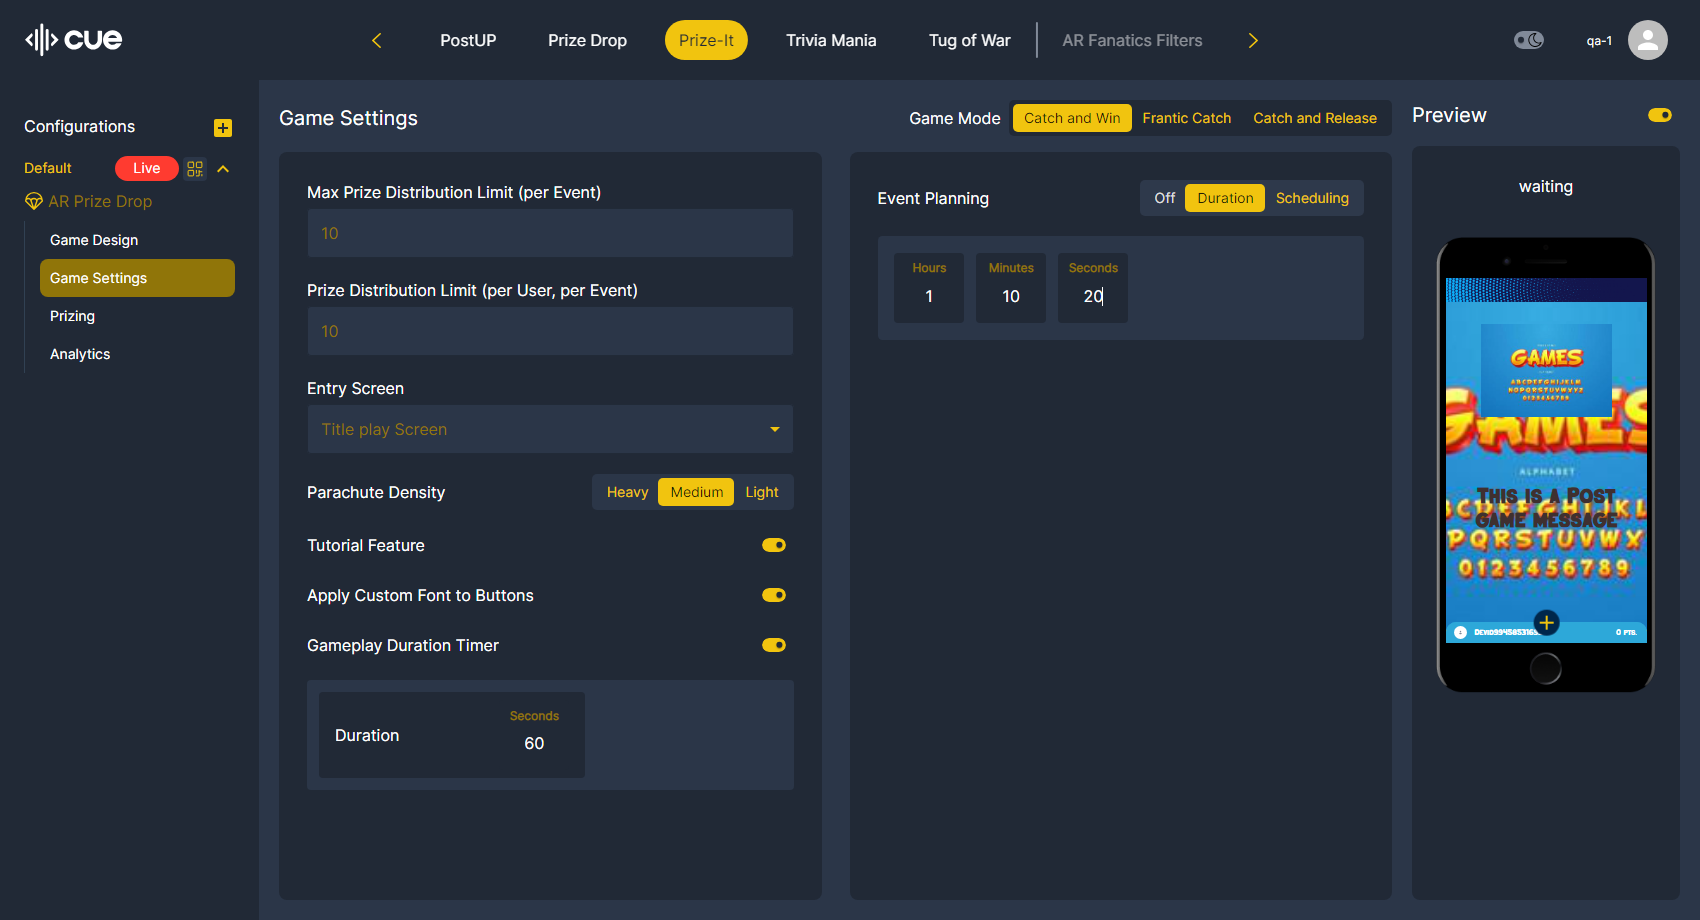 cue
PostUP
Prize Drop
Prize-It
Trivia Mania
Tug of War
AR Fanatics Filters
qa-1
Configurations
Default
Live
AR Prize Drop
Game Design
Game Settings
Prizing
Analytics
Game Settings
Game Mode
Catch and Win
Frantic Catch
Catch and Release
Max Prize Distribution Limit (per Event)
10
Prize Distribution Limit (per User, per Event)
10
Entry Screen
Title play Screen
Parachute Density
Heavy
Medium
Light
Tutorial Feature
Apply Custom Font to Buttons
Gameplay Duration Timer
Duration
Seconds
60
Event Planning
Off
Duration
Scheduling
Hours
1
Minutes
10
Seconds
20
Preview
waiting
GAMES
ABCDEFGHIJKLM
NOPQRSTUVWXYZ
0123456789
GAMES
ALPHABET
This is a Post
game message
PQRSTUVWX
0123456789
0 pts.